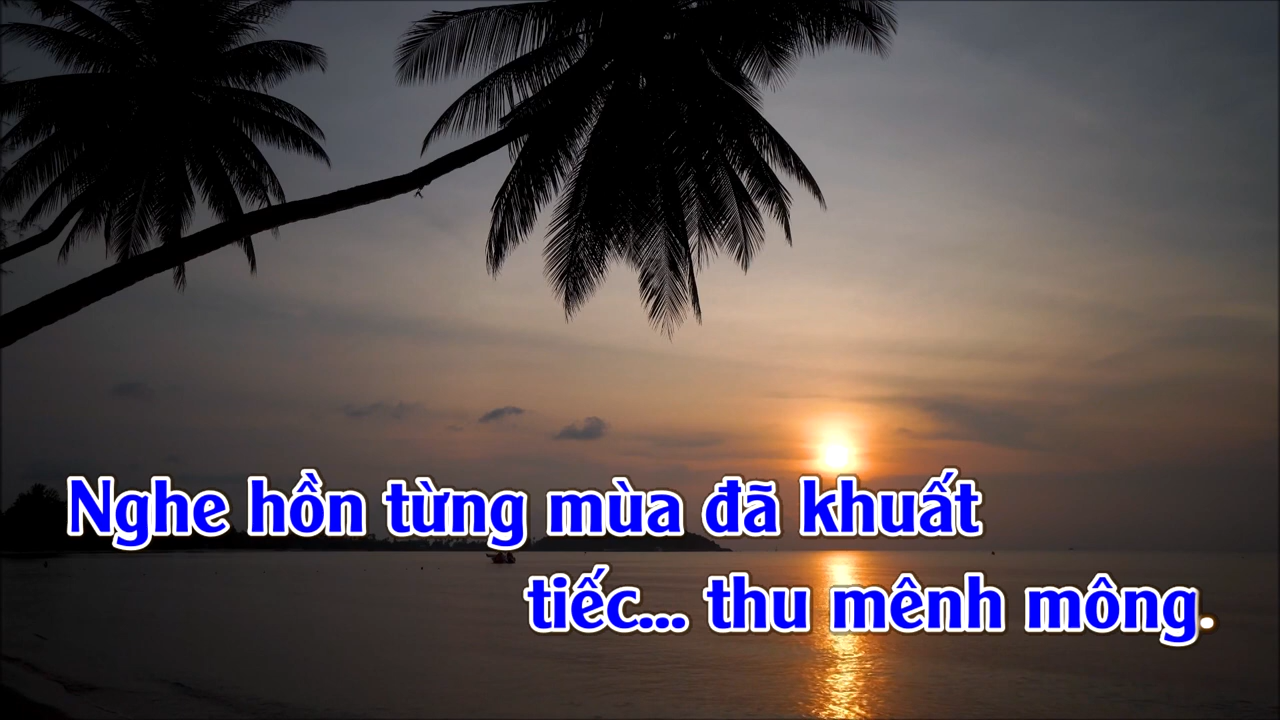 Nghe hồn từng mùa đã khuất
tiếc... thu mênh mông.